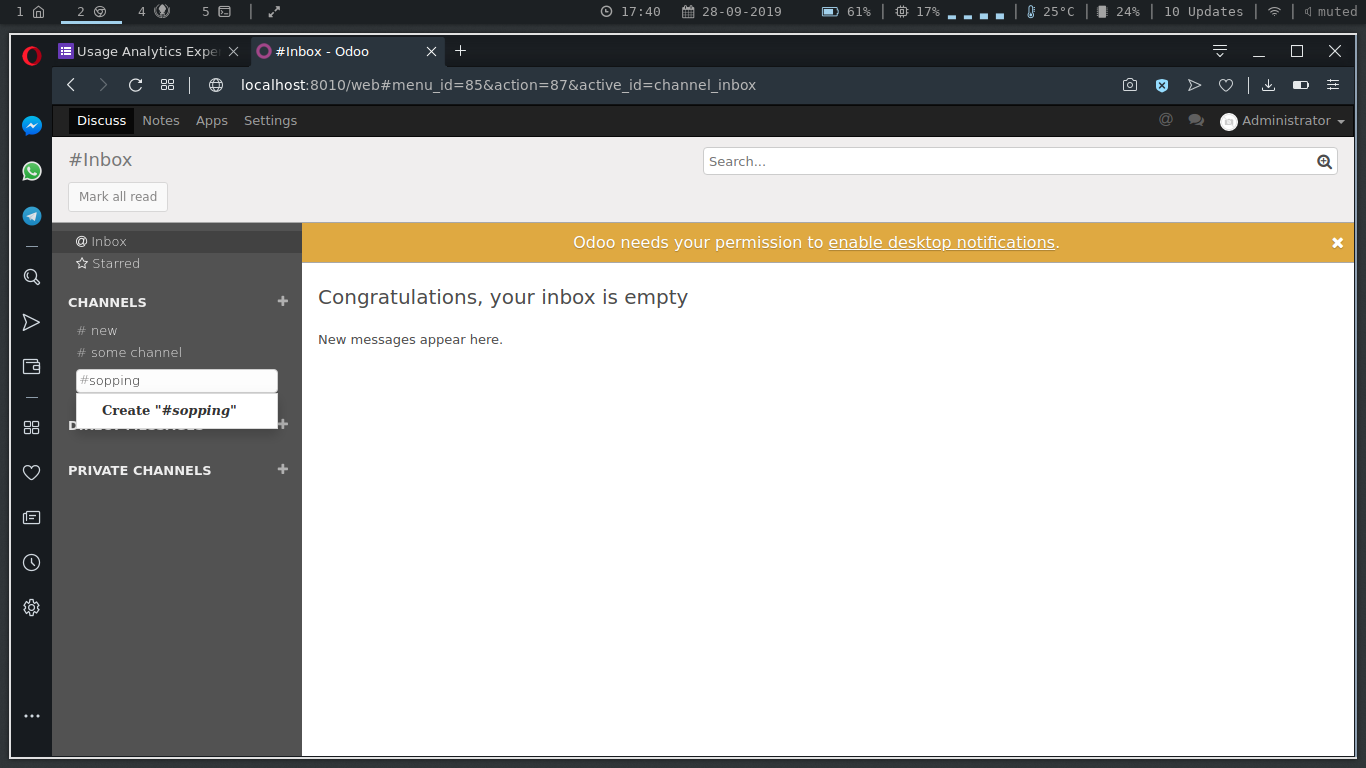 1 2 4 5 17:40 28-09-2019 61% 17% 25°C 24% 10 Updates muted
Usage Analytics Expe #Inbox - Odoo
localhost:8010/web#menu_id=85&action=87&active_id=channel_inbox
Discuss Notes Apps Settings @ Administrator
#Inbox
Search...
Mark all read
@ Inbox
Odoo needs your permission to enable desktop notifications.
Starred
CHANNELS
Congratulations, your inbox is empty
# new
New messages appear here.
# some channel
#sopping
Create "#sopping"
PRIVATE CHANNELS